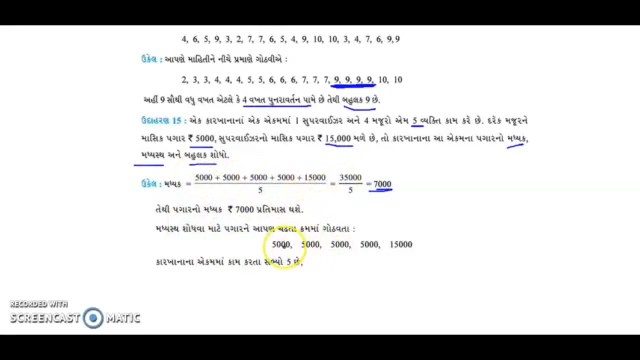 4, 6, 5, 9, 3, 2, 7, 7, 6, 5, 4, 9, 10, 10, 3, 4, 7, 6, 9, 9
ઉકેલ : આપણે માહિતીને નીચે પ્રમાણે ગોઠવીએ :
2, 3, 3, 4, 4, 4, 5, 5, 6, 6, 6, 7, 7, 7, 9, 9, 9, 9, 10, 10
અહીં 9 સૌથી વધુ વખત એટલે કે 4 વખત પુનરાવર્તન પામે છે તેથી બહુલક 9 છે.
ઉદાહરણ 15 : એક કારખાનાનાં એક એકમમાં 1 સુપરવાઈઝર અને 4 મજૂરો એમ 5 વ્યક્તિ કામ કરે છે. દરેક મજૂરને
માસિક પગાર ₹ 5000, સુપરવાઈઝરનો માસિક પગાર ₹ 15,000 મળે છે, તો કારખાનાના આ એકમના પગારનો મધ્યક,
મધ્યસ્થ અને બહુલક શોધો.
ઉકેલ : મધ્યક = 5000 + 5000 + 5000 + 5000 + 15000 / 5 = 35000 / 5 = 7000
તેથી પગારનો મધ્યક ₹ 7000 પ્રતિમાસ થશે.
મધ્યસ્થ શોધવા માટે પગારને આપણે ચઢતા ક્રમમાં ગોઠવતા :
5000, 5000, 5000, 5000, 15000
કારખાનાના એકમમાં કામ કરતા સભ્યો 5 છે,
RECORDED WITH
SCREENCAST MATIC